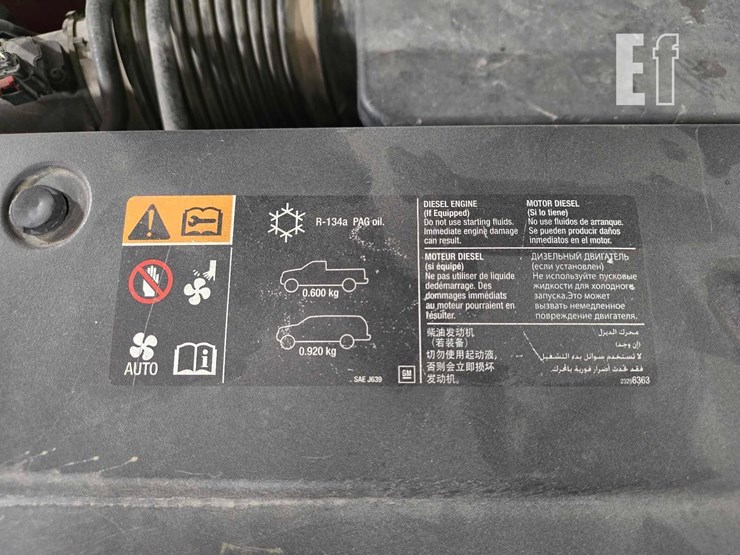 Ef
R-134a PAG oil.
0.600 kg
0.920 kg
AUTO
SAE J639
GM
DIESEL ENGINE
(If Equipped)
Do not use starting fluids.
Immediate engine damage
can result.
MOTOR DIESEL
(Si lo tiene)
No use fluidos de arranque.
Se pueden producir daños
inmediatos en el motor.
MOTEUR DIESEL
(si équipé)
Ne pas utiliser de liquide
dedémarrage. Des
dommages immédiats
au moteur pourraient en
résulter.
ДИЗЕЛЬНЫЙ ДВИГАТЕЛЬ
(если установлен)
Не используйте пусковые
жидкости для холодного
запуска.Это может
вызвать немедленное
повреждение двигателя.
柴油发动机
(若装备)
切勿使用起动液,
否则会立即损坏
发动机.
محرك الديزل
(إن وجد)
لا تستخدم سوائل بدء التشغيل
فقد تحدث أضرار فورية بالمحرك.
6363